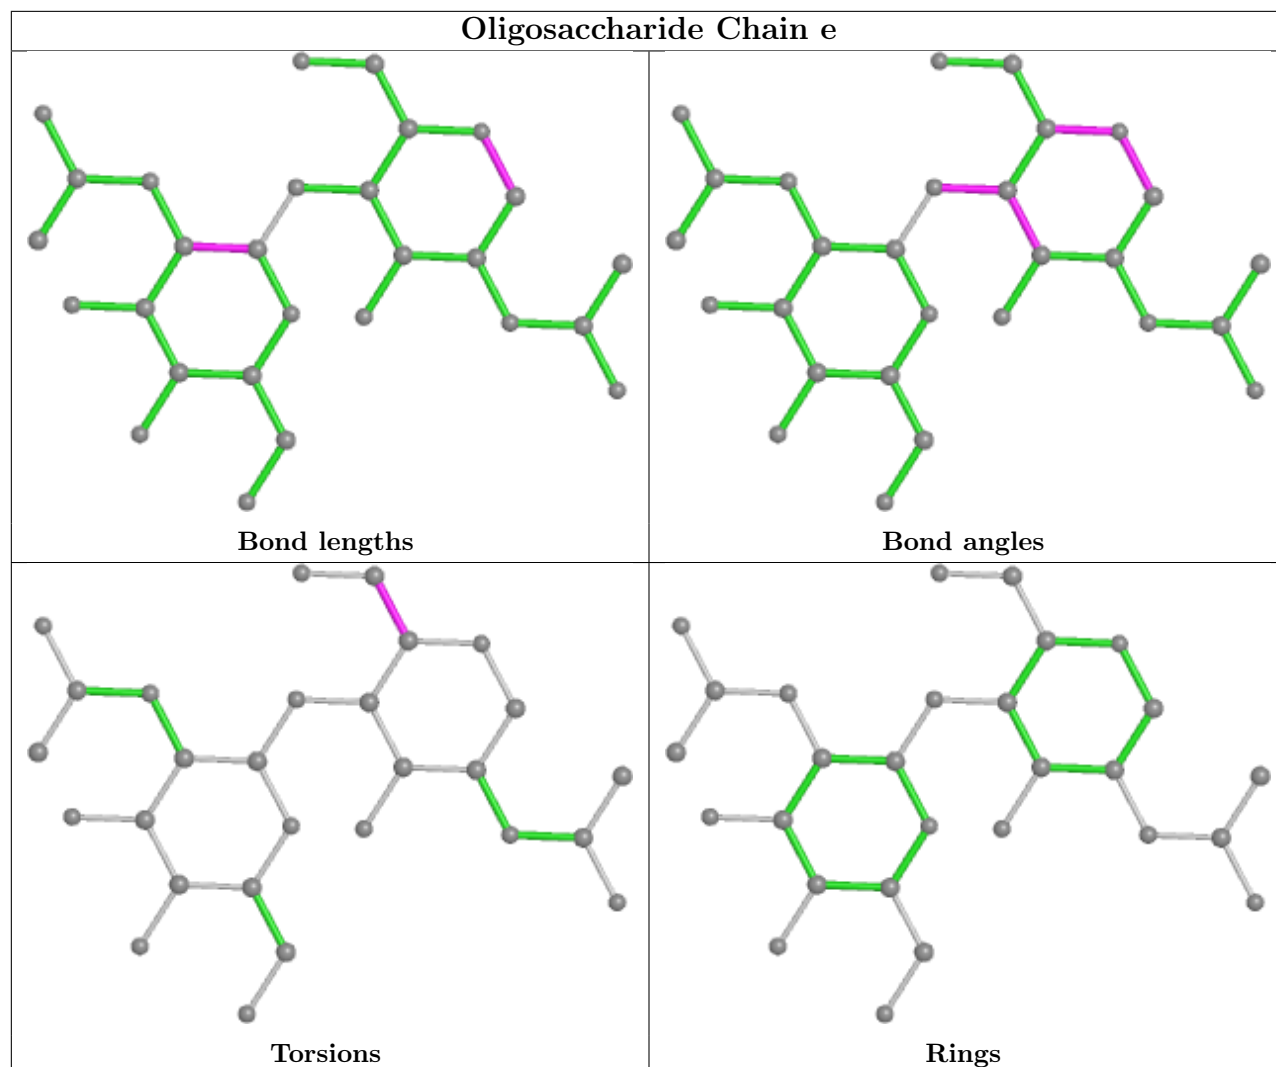 Oligosaccharide Chain e
Bond lengths
Bond angles
Torsions
Rings